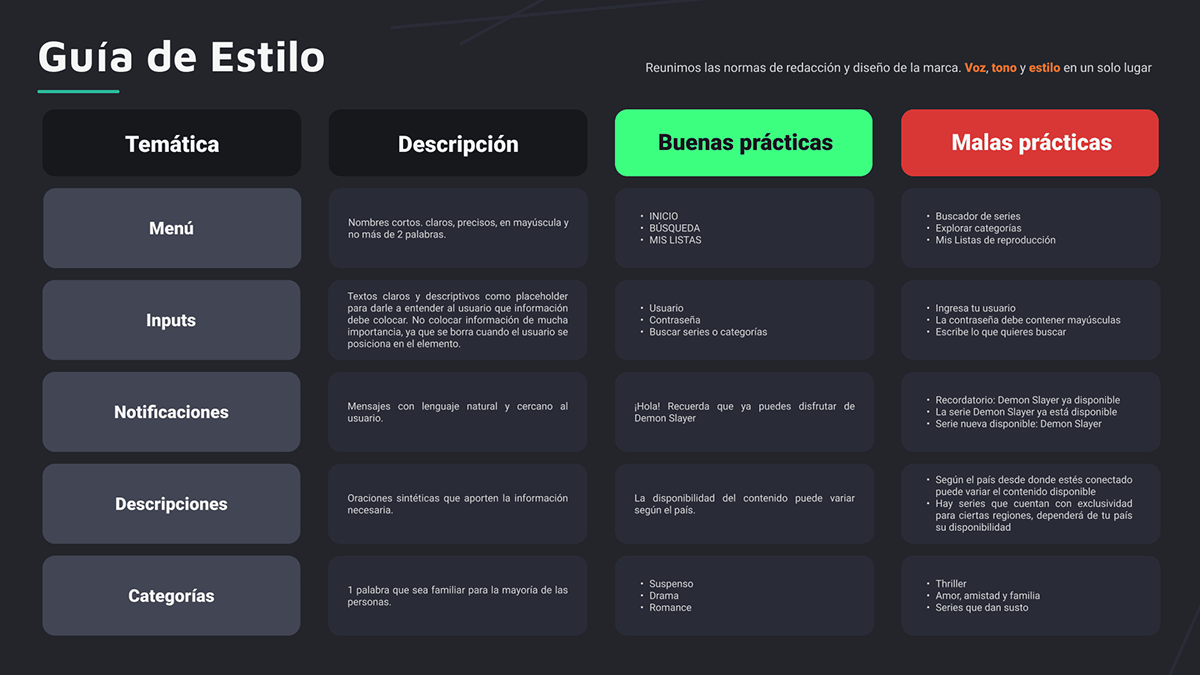 Guía de Estilo
Reunimos las normas de redacción y diseño de la marca. Voz, tono y estilo en un solo lugar
Temática
Descripción
Buenas prácticas
Malas prácticas
Menú
Nombres cortos. claros, precisos, en mayúscula y
no más de 2 palabras.
• INICIO
• BÚSQUEDA
• MIS LISTAS
• Buscador de series
• Explorar categorías
• Mis Listas de reproducción
Inputs
Textos claros y descriptivos como placeholder
para darle a entender al usuario que información
debe colocar. No colocar información de mucha
importancia, ya que se borra cuando el usuario se
posiciona en el elemento.
• Usuario
• Contraseña
• Buscar series o categorías
• Ingresa tu usuario
• La contraseña debe contener mayúsculas
• Escribe lo que quieres buscar
Notificaciones
Mensajes con lenguaje natural y cercano al
usuario.
¡Hola! Recuerda que ya puedes disfrutar de
Demon Slayer
• Recordatorio: Demon Slayer ya disponible
• La serie Demon Slayer ya está disponible
• Serie nueva disponible: Demon Slayer
Descripciones
Oraciones sintéticas que aporten la información
necesaria.
La disponibilidad del contenido puede variar
según el país.
• Según el país desde donde estés conectado
puede variar el contenido disponible
• Hay series que cuentan con exclusividad
para ciertas regiones, dependerá de tu país
su disponibilidad
Categorías
1 palabra que sea familiar para la mayoría de las
personas.
• Suspenso
• Drama
• Romance
• Thriller
• Amor, amistad y familia
• Series que dan susto